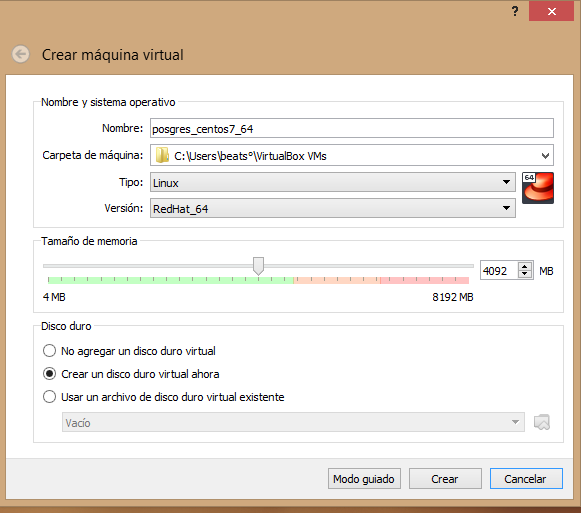 ?
Crear máquina virtual
Nombre y sistema operativo
Nombre: posgres_centos7_64
Carpeta de máquina: C:\Users\beats°\VirtualBox VMs
Tipo: Linux
64
Versión: RedHat_64
Tamaño de memoria
4092 MB
4 MB 8192 MB
Disco duro
No agregar un disco duro virtual
Crear un disco duro virtual ahora
Usar un archivo de disco duro virtual existente
Vacío
Modo guiado Crear Cancelar